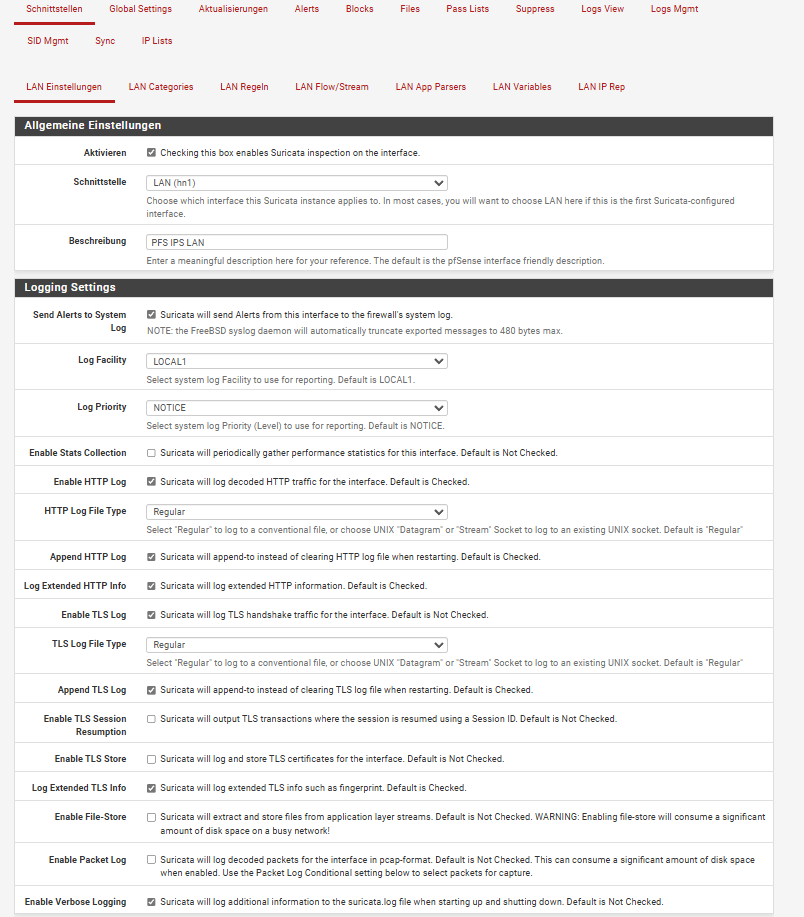 Schnittstellen Global Settings Aktualisierungen Alerts Blocks Files Pass Lists Suppress Logs View Logs Mgmt
SID Mgmt Sync IP Lists
LAN Einstellungen LAN Categories LAN Regeln LAN Flow/Stream LAN App Parsers LAN Variables LAN IP Rep
Allgemeine Einstellungen
Aktivieren Checking this box enables Suricata inspection on the interface.
Schnittstelle LAN (hn1)
Choose which interface this Suricata instance applies to. In most cases, you will want to choose LAN here if this is the first Suricata-configured
interface.
Beschreibung PFS IPS LAN
Enter a meaningful description here for your reference. The default is the pfSense interface friendly description.
Logging Settings
Send Alerts to System Suricata will send Alerts from this interface to the firewall's system log.
Log NOTE: the FreeBSD syslog daemon will automatically truncate exported messages to 480 bytes max.
Log Facility LOCAL1
Select system log Facility to use for reporting. Default is LOCAL1.
Log Priority NOTICE
Select system log Priority (Level) to use for reporting. Default is NOTICE.
Enable Stats Collection Suricata will periodically gather performance statistics for this interface. Default is Not Checked.
Enable HTTP Log Suricata will log decoded HTTP traffic for the interface. Default is Checked.
HTTP Log File Type Regular
Select "Regular" to log to a conventional file, or choose UNIX "Datagram" or "Stream" Socket to log to an existing UNIX socket. Default is "Regular"
Append HTTP Log Suricata will append-to instead of clearing HTTP log file when restarting. Default is Checked.
Log Extended HTTP Info Suricata will log extended HTTP information. Default is Checked.
Enable TLS Log Suricata will log TLS handshake traffic for the interface. Default is Not Checked.
TLS Log File Type Regular
Select "Regular" to log to a conventional file, or choose UNIX "Datagram" or "Stream" Socket to log to an existing UNIX socket. Default is "Regular"
Append TLS Log Suricata will append-to instead of clearing TLS log file when restarting. Default is Checked.
Enable TLS Session Suricata will output TLS transactions where the session is resumed using a Session ID. Default is Not Checked.
Resumption
Enable TLS Store Suricata will log and store TLS certificates for the interface. Default is Not Checked.
Log Extended TLS Info Suricata will log extended TLS info such as fingerprint. Default is Checked.
Enable File-Store Suricata will extract and store files from application layer streams. Default is Not Checked. WARNING: Enabling file-store will consume a significant
amount of disk space on a busy network!
Enable Packet Log Suricata will log decoded packets for the interface in pcap-format. Default is Not Checked. This can consume a significant amount of disk space
when enabled. Use the Packet Log Conditional setting below to select packets for capture.
Enable Verbose Logging Suricata will log additional information to the suricata.log file when starting up and shutting down. Default is Not Checked.